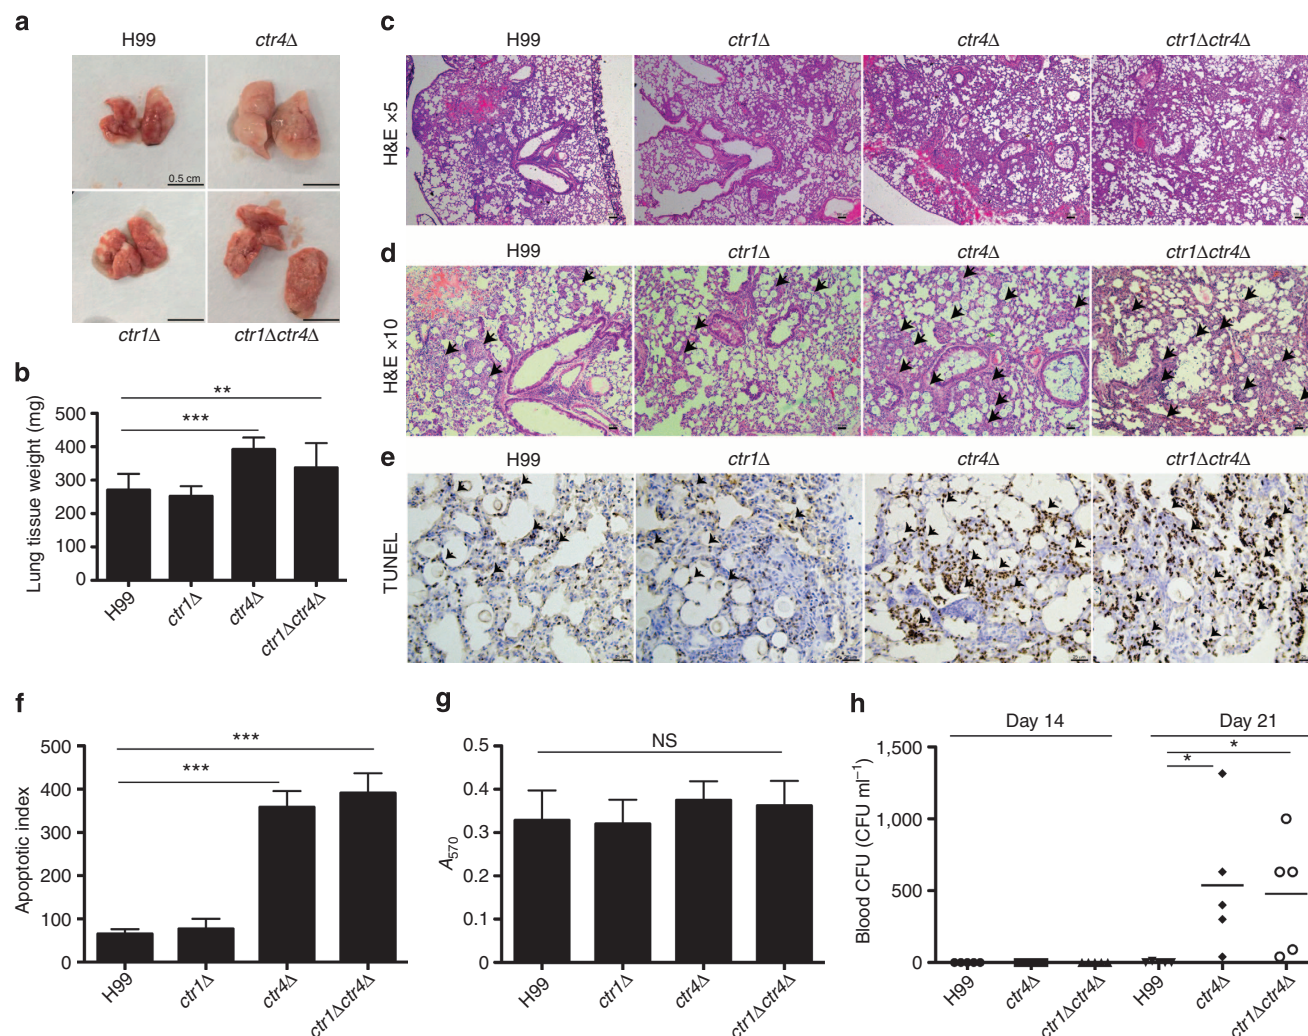 a
H99 ctr4Δ
0.5 cm
ctr1Δ ctr1Δctr4Δ
b
Lung tissue weight (mg)
500
400
300
200
100
0
**
***
H99
ctr1Δ
ctr4Δ
ctr1Δctr4Δ
c
H99 ctr1Δ ctr4Δ ctr1Δctr4Δ
H&E ×5
d
H99 ctr1Δ ctr4Δ ctr1Δctr4Δ
H&E ×10
e
H99 ctr1Δ ctr4Δ ctr1Δctr4Δ
TUNEL
f
Apoptotic index
500
400
300
200
100
0
***
***
H99
ctr1Δ
ctr4Δ
ctr1Δctr4Δ
g
A570
0.5
0.4
0.3
0.2
0.1
0
NS
H99
ctr1Δ
ctr4Δ
ctr1Δctr4Δ
h
Day 14 Day 21
Blood CFU (CFU ml−1)
1,500
1,000
500
0
*
*
H99
ctr4Δ
ctr1Δctr4Δ
H99
ctr4Δ
ctr1Δctr4Δ